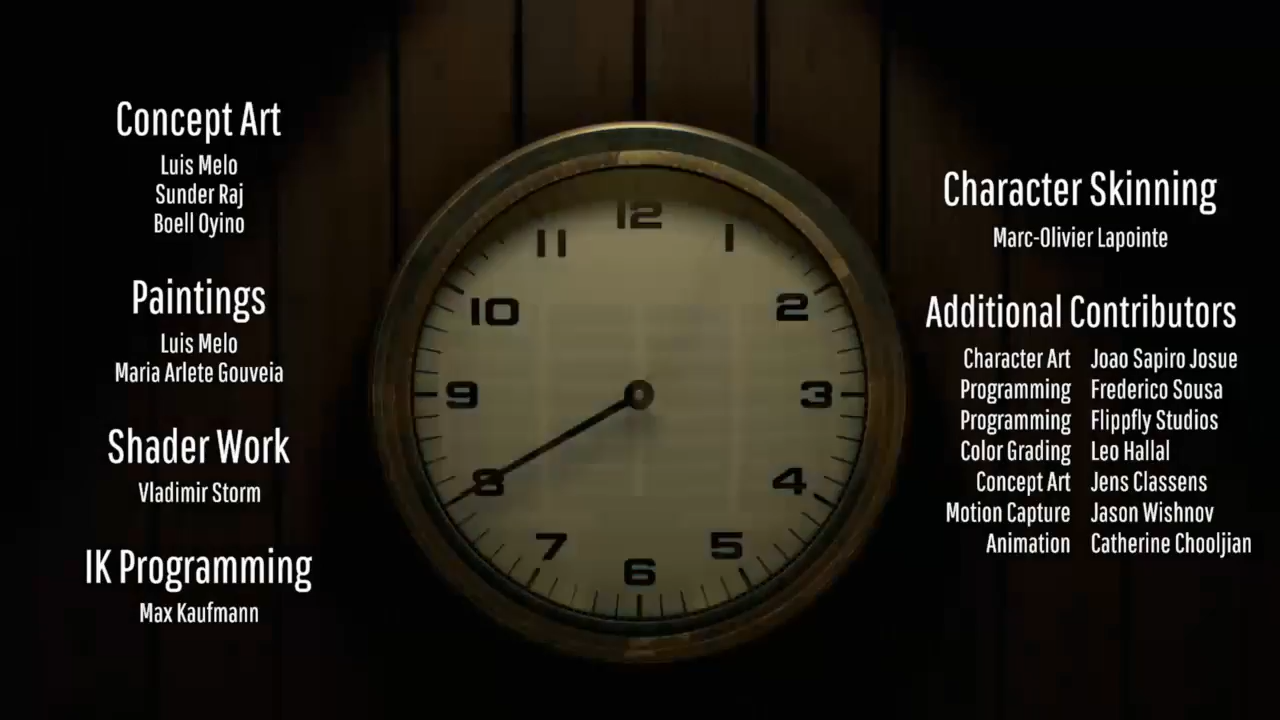 Concept Art
Luis Melo
Sunder Raj
Boell Oyino
Paintings
Luis Melo
Maria Arlete Gouveia
Shader Work
Vladimir Storm
IK Programming
Max Kaufmann
12
11
1
10
2
9
3
8
4
7
5
6
Character Skinning
Marc-Olivier Lapointe
Additional Contributors
Character Art Joao Sapiro Josue
Programming Frederico Sousa
Programming Flippfly Studios
Color Grading Leo Hallal
Concept Art Jens Classens
Motion Capture Jason Wishnov
Animation Catherine Chooljian